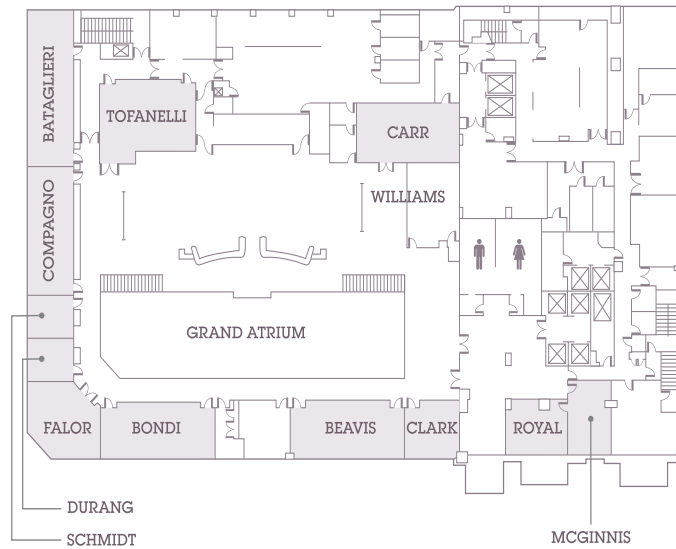 BATAGLIERI
TOFANELLI
CARR
COMPAGNO
WILLIAMS
GRAND ATRIUM
FALOR
BONDI
BEAVIS
CLARK
ROYAL
DURANG
SCHMIDT
MCGINNIS